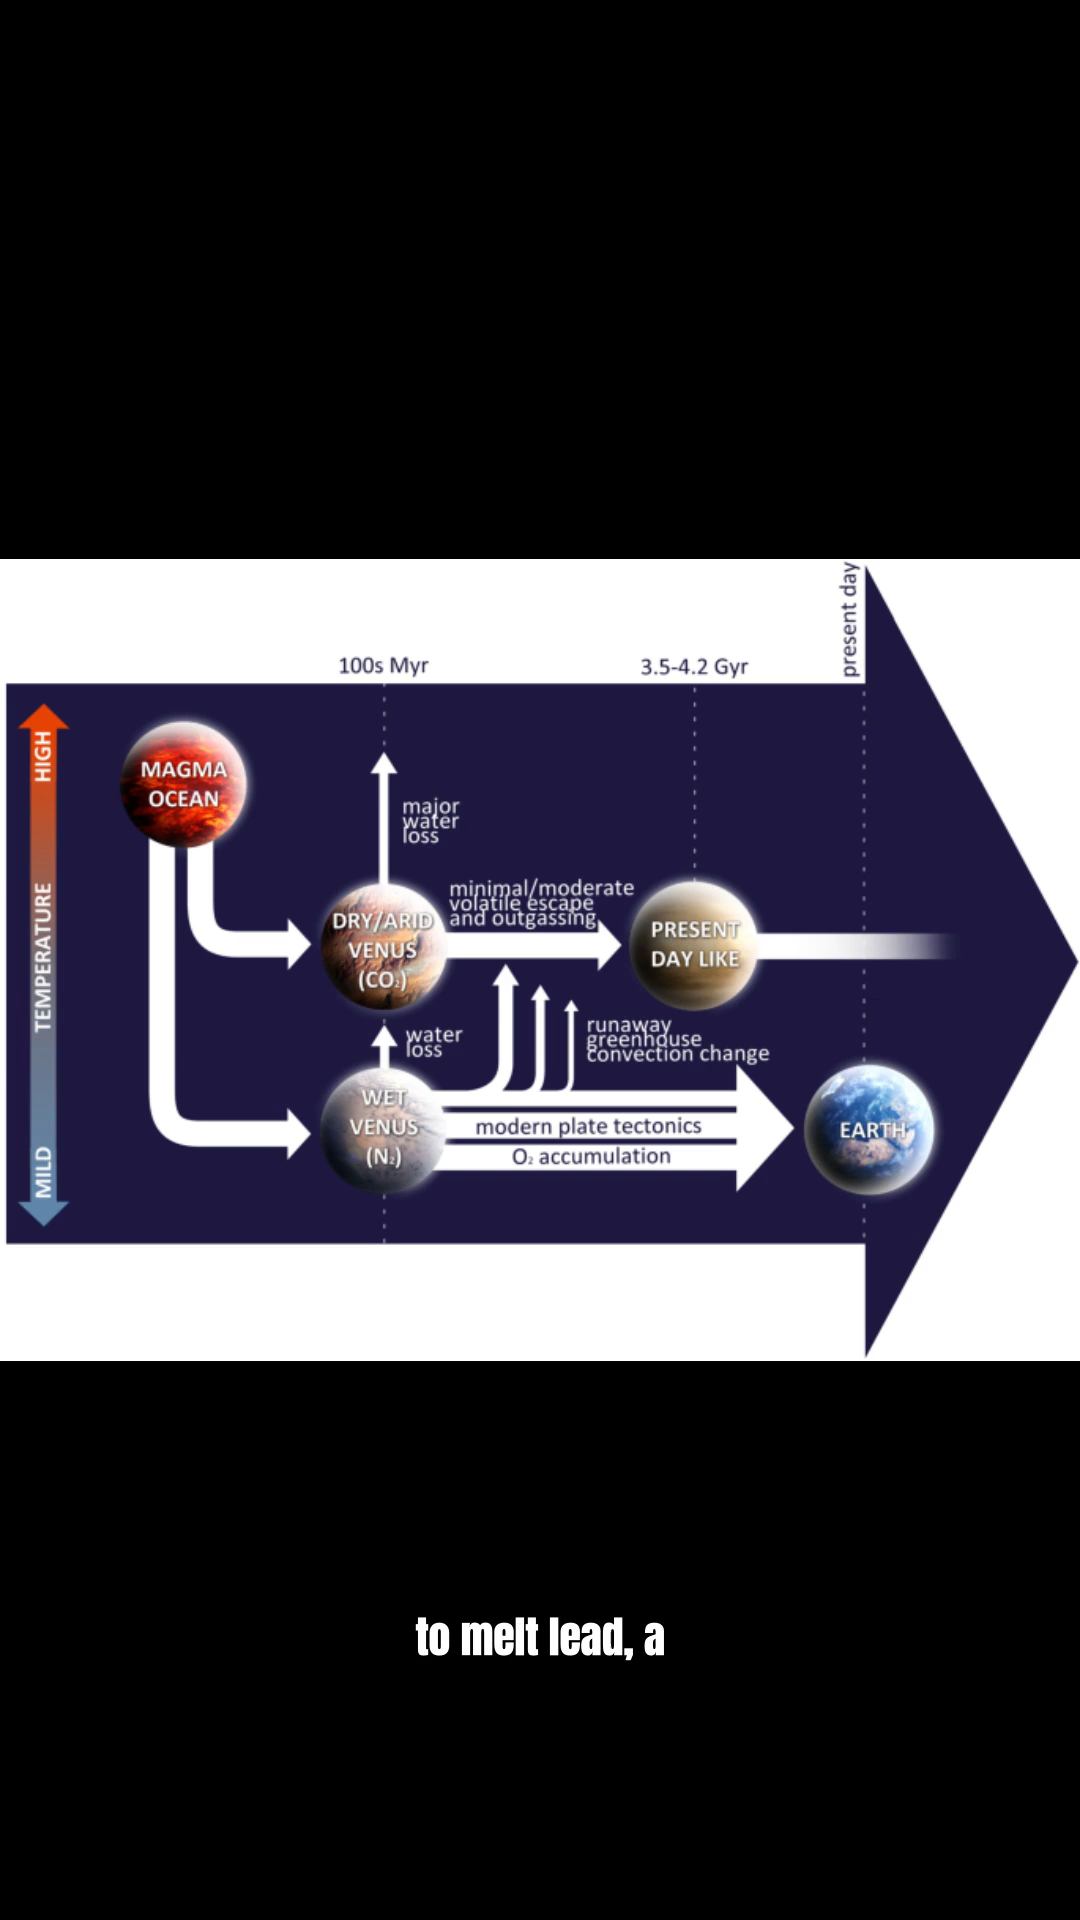 present day
100s Myr
3.5-4.2 Gyr
HIGH
TEMPERATURE
MILD
MAGMA
OCEAN
major
water
loss
DRY/ARID
VENUS
(CO₂)
minimal/moderate
volatile escape
and outgassing
PRESENT
DAY LIKE
water
loss
runaway
greenhouse
convection change
WET
VENUS
(N₂)
modern plate tectonics
O₂ accumulation
EARTH
to melt lead, a